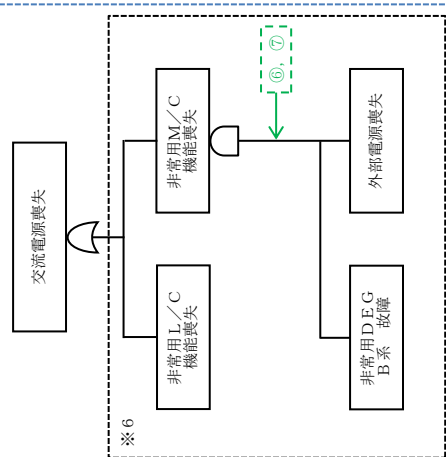 交流電源喪失
※6
非常用L／C
機能喪失
非常用M／C
機能喪失
⑥, ⑦
非常用DEG
B系 故障
外部電源喪失